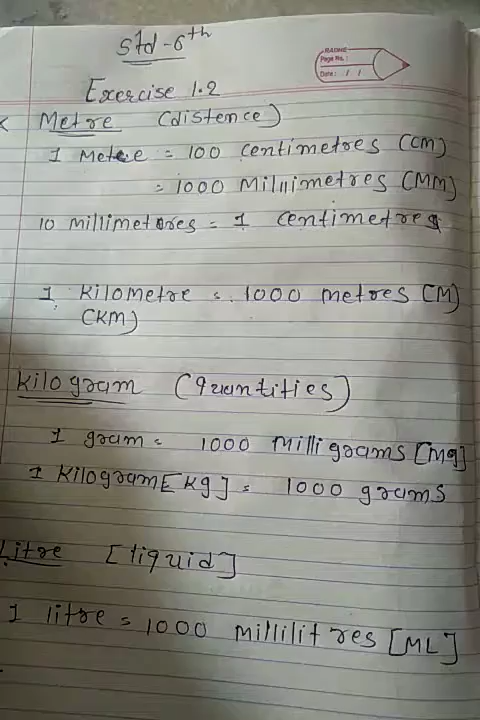 Std-6th
RADHE
Page No. :
Date : / /
Exercise 1.2
Metre (distence)
1 Metre = 100 centimetres (CM)
= 1000 Millimetres (MM)
10 millimetores = 1 centimetres
1 Kilometre = 1000 metres (M)
(KM)
Kilogram (quantities)
1 gram = 1000 Milligrams [Mg]
1 Kilogram [Kg] = 1000 grams
Litre [liquid]
1 litre = 1000 millilitres [ML]